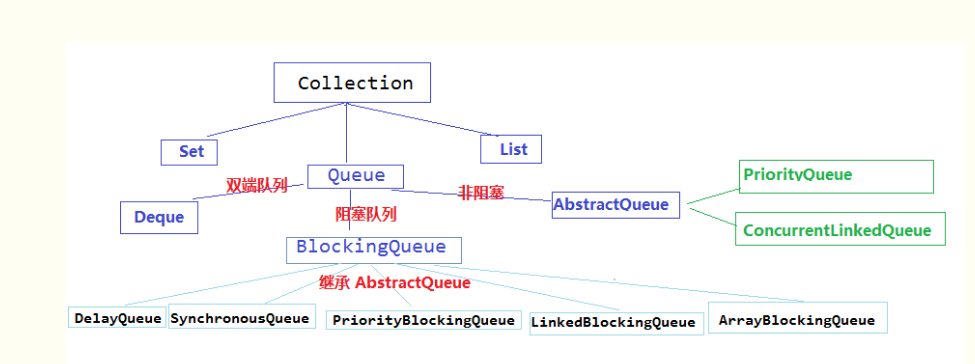 Collection
Set
List
Queue
双端队列
非阻塞
PriorityQueue
Deque
阻塞队列
AbstractQueue
ConcurrentLinkedQueue
BlockingQueue
继承 AbstractQueue
DelayQueue
SynchronousQueue
PriorityBlockingQueue
LinkedBlockingQueue
ArrayBlockingQueue